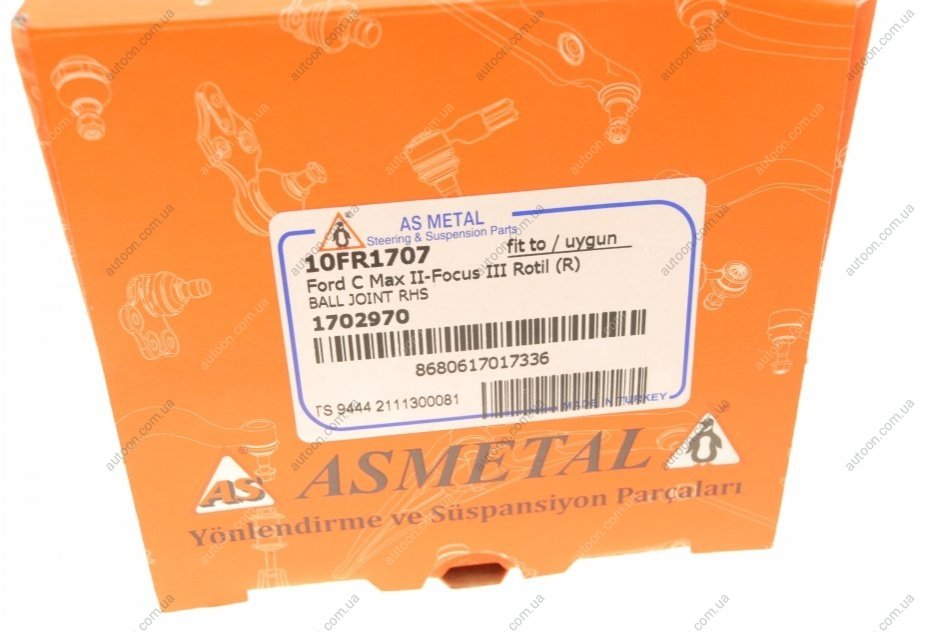 AS METAL
Steering & Suspension Parts
10FR1707 fit to / uygun
Ford C Max II-Focus III Rotil (R)
BALL JOINT RHS
1702970
8680617017336
TS 9444 2111300081
MADE IN TURKEY
AS ASMETAL
Yönlendirme ve Süspansiyon Parçaları
autoon.com.ua